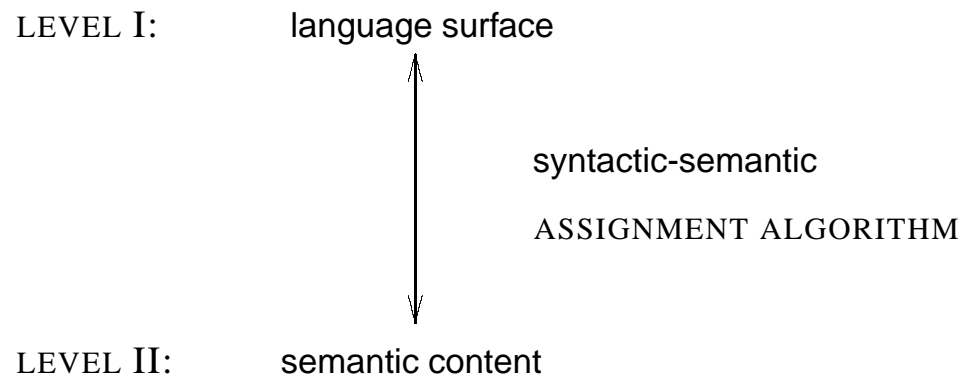 LEVEL I: language surface
syntactic-semantic
ASSIGNMENT ALGORITHM
LEVEL II: semantic content